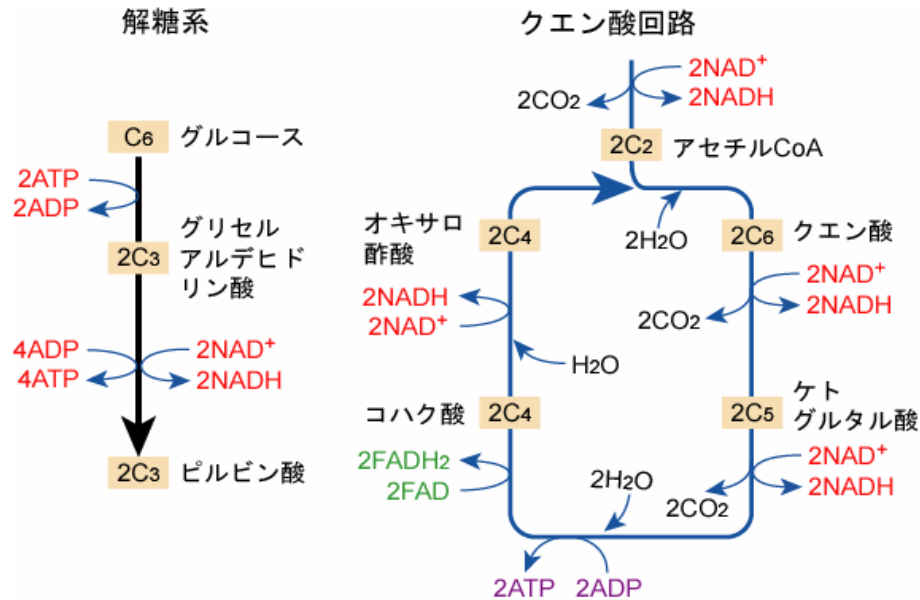 解糖系
C6 グルコース
2ATP
2ADP
2C3
グリセル
アルデヒド
リン酸
4ADP
4ATP
2NAD+
2NADH
2C3 ピルビン酸
クエン酸回路
2NAD+
2NADH
2CO2
2C2 アセチルCoA
2H2O
2C6 クエン酸
2NAD+
2NADH
2CO2
2C5
ケト
グルタル酸
2NAD+
2NADH
2CO2
2H2O
2ATP 2ADP
2FADH2
2FAD
コハク酸 2C4
H2O
2NADH
2NAD+
オキサロ
酢酸
2C4